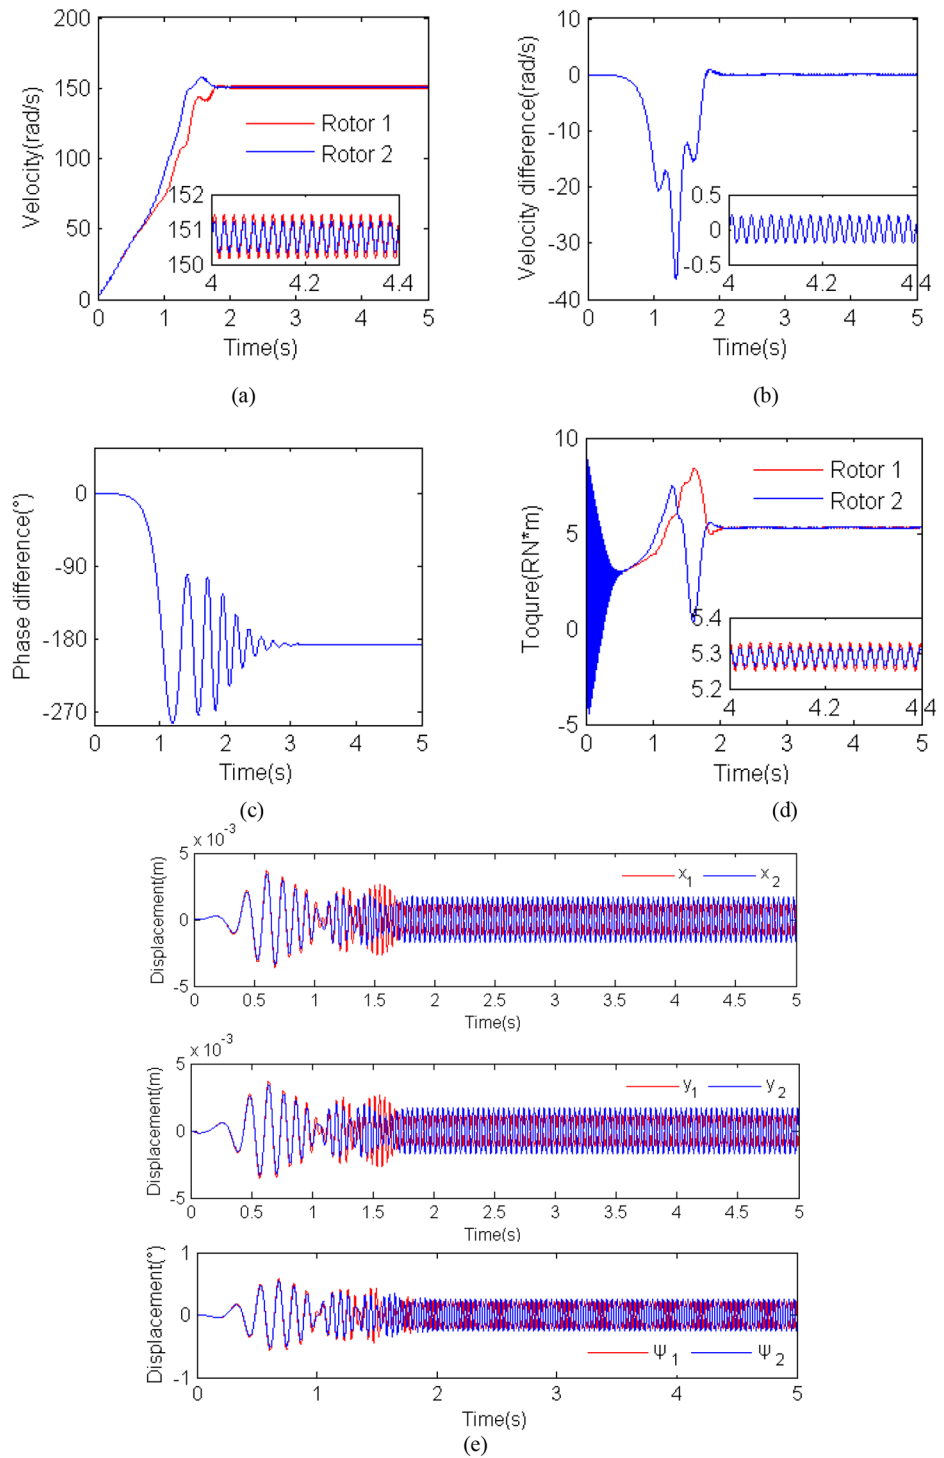 200
150
100
50
0
Velocity(rad/s)
Rotor 1
Rotor 2
152
151
150
4 4.2 4.4
0 1 2 3 4 5
Time(s)
(a)
10
0
-10
-20
-30
-40
Velocity difference(rad/s)
0.5
0
-0.5
4 4.2 4.4
0 1 2 3 4 5
Time(s)
(b)
0
-90
-180
-270
Phase difference(°)
0 1 2 3 4 5
Time(s)
(c)
10
5
0
-5
Toqure(RN*m)
Rotor 1
Rotor 2
5.4
5.3
5.2
4 4.2 4.4
0 1 2 3 4 5
Time(s)
(d)
x 10^-3
5
0
-5
Displacement(m)
x1 x2
0 0.5 1 1.5 2 2.5 3 3.5 4 4.5 5
Time(s)
x 10^-3
5
0
-5
Displacement(m)
y1 y2
0 0.5 1 1.5 2 2.5 3 3.5 4 4.5 5
Time(s)
1
0
-1
Displacement(°)
ψ1 ψ2
0 1 2 3 4 5
Time(s)
(e)